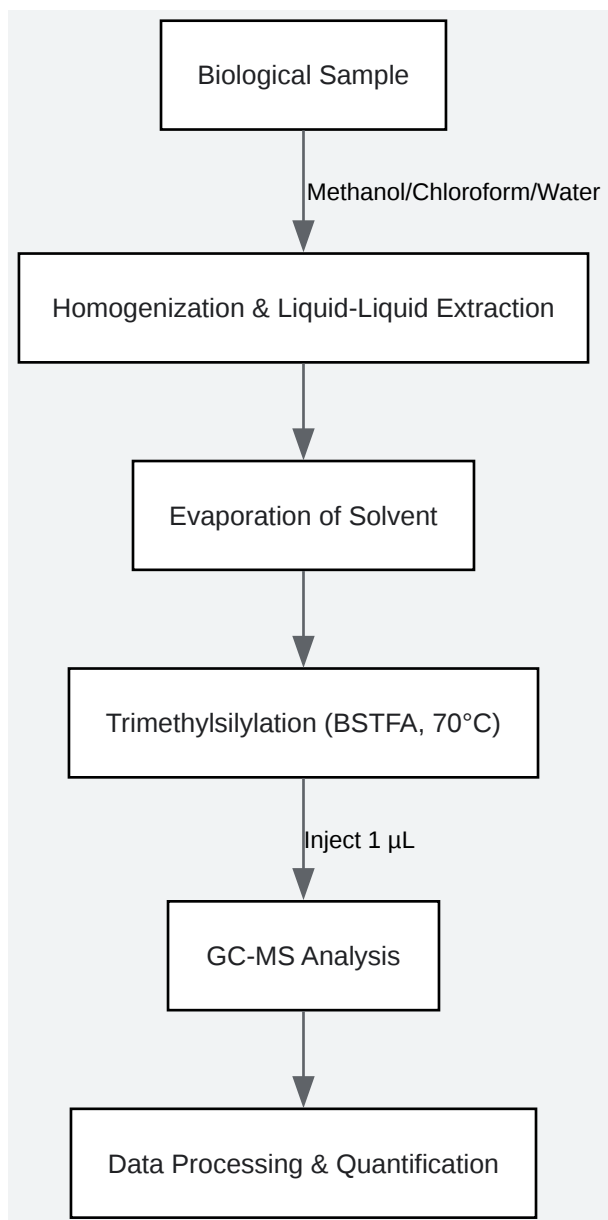 Biological Sample
Methanol/Chloroform/Water
Homogenization & Liquid-Liquid Extraction
Evaporation of Solvent
Trimethylsilylation (BSTFA, 70°C)
Inject 1 µL
GC-MS Analysis
Data Processing & Quantification